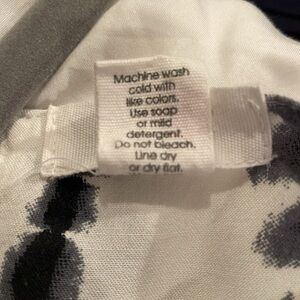 Machine wash
cold with
like colors.
Use soap
or mild
detergent.
Do not bleach.
Line dry
or dry flat.